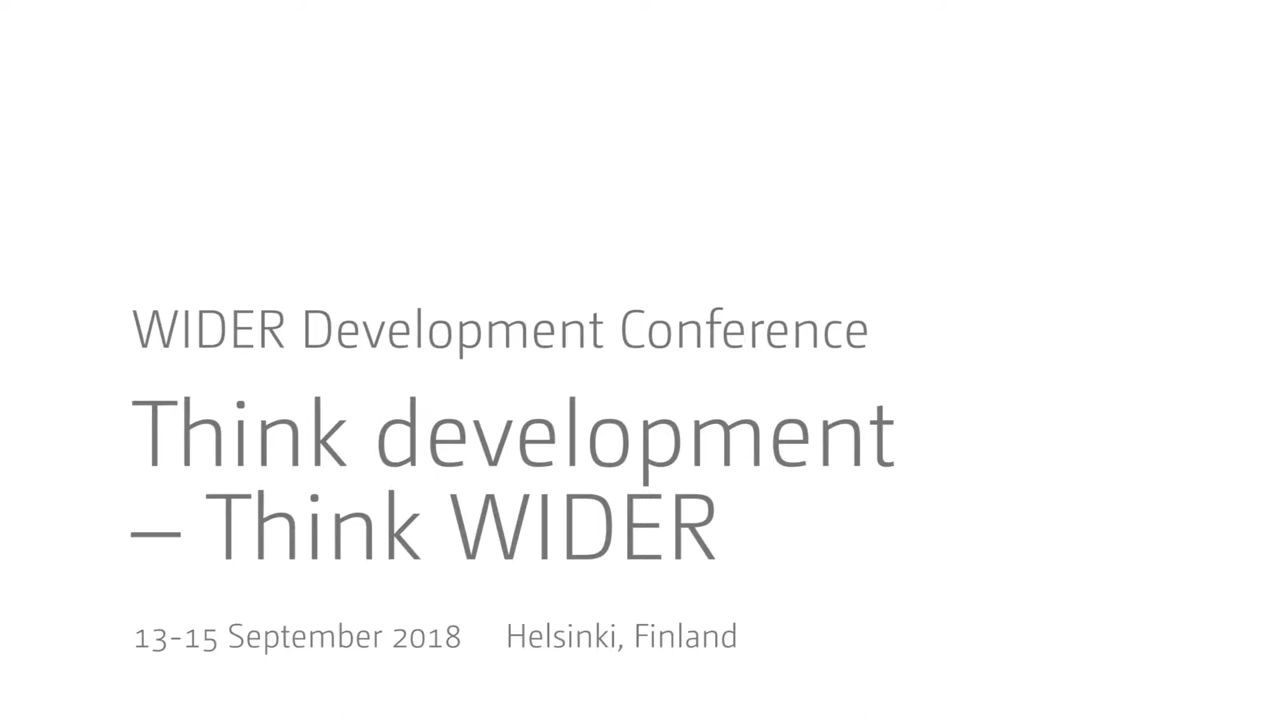 WIDER Development Conference
Think development
– Think WIDER
13-15 September 2018 Helsinki, Finland